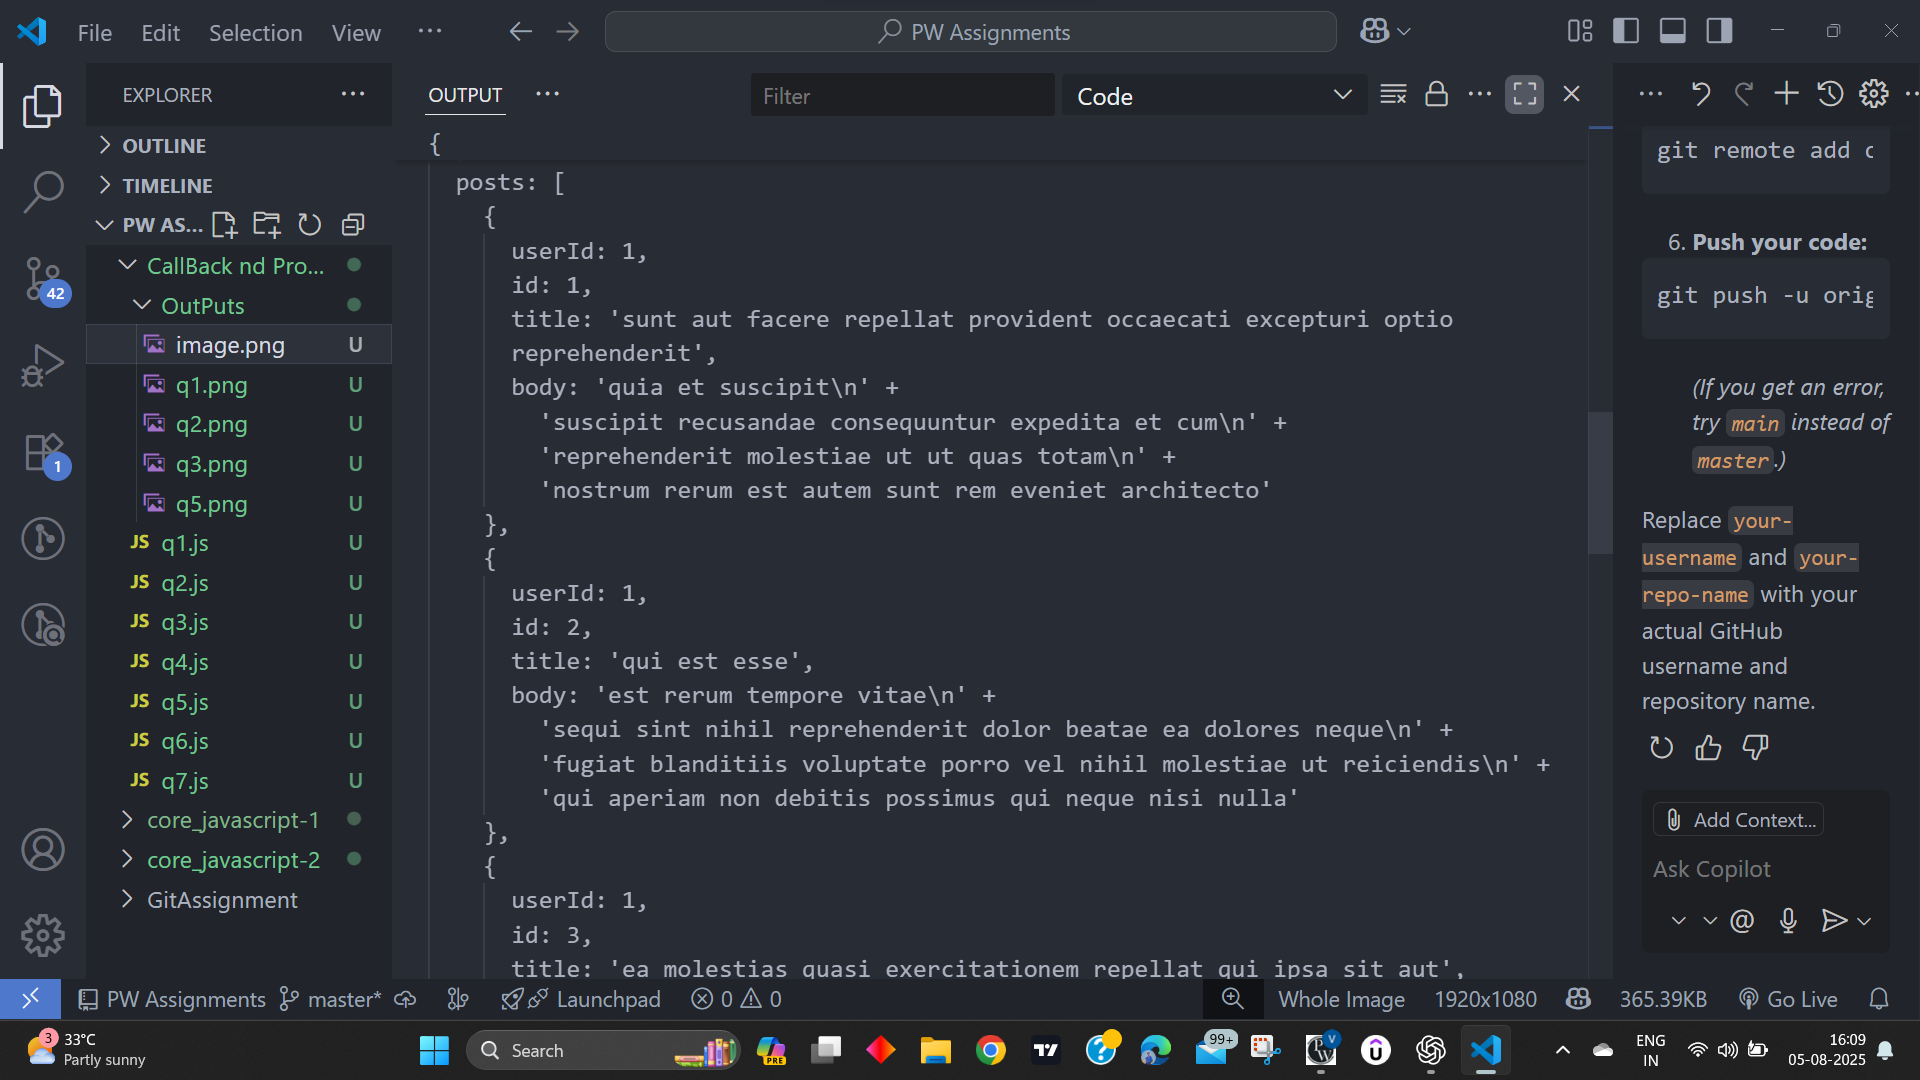 File Edit Selection View ... PW Assignments
EXPLORER ...
OUTLINE
TIMELINE
PW AS...
CallBack nd Pro...
OutPuts
image.png U
q1.png U
q2.png U
q3.png U
q5.png U
JS q1.js U
JS q2.js U
JS q3.js U
JS q4.js U
JS q5.js U
JS q6.js U
JS q7.js U
core_javascript-1
core_javascript-2
GitAssignment
42
1
OUTPUT ... Filter Code
{
posts: [
{
userId: 1,
id: 1,
title: 'sunt aut facere repellat provident occaecati excepturi optio
reprehenderit',
body: 'quia et suscipit\n' +
'suscipit recusandae consequuntur expedita et cum\n' +
'reprehenderit molestiae ut ut quas totam\n' +
'nostrum rerum est autem sunt rem eveniet architecto'
},
{
userId: 1,
id: 2,
title: 'qui est esse',
body: 'est rerum tempore vitae\n' +
'sequi sint nihil reprehenderit dolor beatae ea dolores neque\n' +
'fugiat blanditiis voluptate porro vel nihil molestiae ut reiciendis\n' +
'qui aperiam non debitis possimus qui neque nisi nulla'
},
{
userId: 1,
id: 3,
title: 'ea molestias quasi exercitationem repellat qui ipsa sit aut',
git remote add
6. Push your code:
git push -u orig
(If you get an error,
try main instead of
master.)
Replace your-
username and your-
repo-name with your
actual GitHub
username and
repository name.
Add Context...
Ask Copilot
PW Assignments master* Launchpad 0 0 Whole Image 1920x1080 365.39KB Go Live
3 33°C
Partly sunny
Search
PRE
99+
V
ENG
IN
16:09
05-08-2025